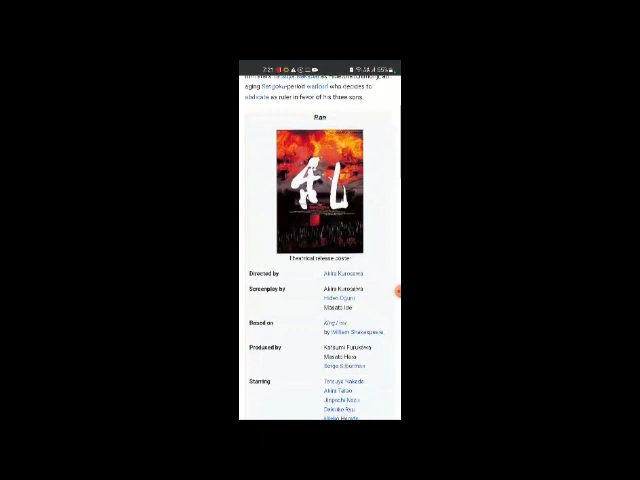 7:21
55%
aging Sengoku-period warlord who decides to
abdicate as ruler in favor of his three sons.
Ran
乱
Theatrical release poster
Directed by
Akira Kurosawa
Screenplay by
Akira Kurosawa
Hideo Oguni
Masato Ide
Based on
King Lear
by William Shakespeare
Produced by
Katsumi Furukawa
Masato Hara
Serge Silberman
Starring
Tatsuya Nakadai
Akira Terao
Jinpachi Nezu
Daisuke Ryu